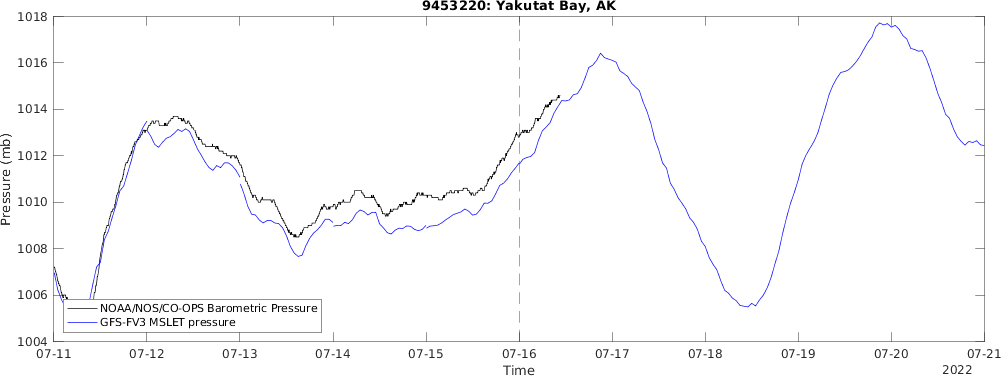 9453220: Yakutat Bay, AK
1018
1016
1014
1012
1010
1008
1006
1004
Pressure (mb)
NOAA/NOS/CO-OPS Barometric Pressure
GFS-FV3 MSLET pressure
07-11 07-12 07-13 07-14 07-15 07-16 07-17 07-18 07-19 07-20 07-21
Time
2022